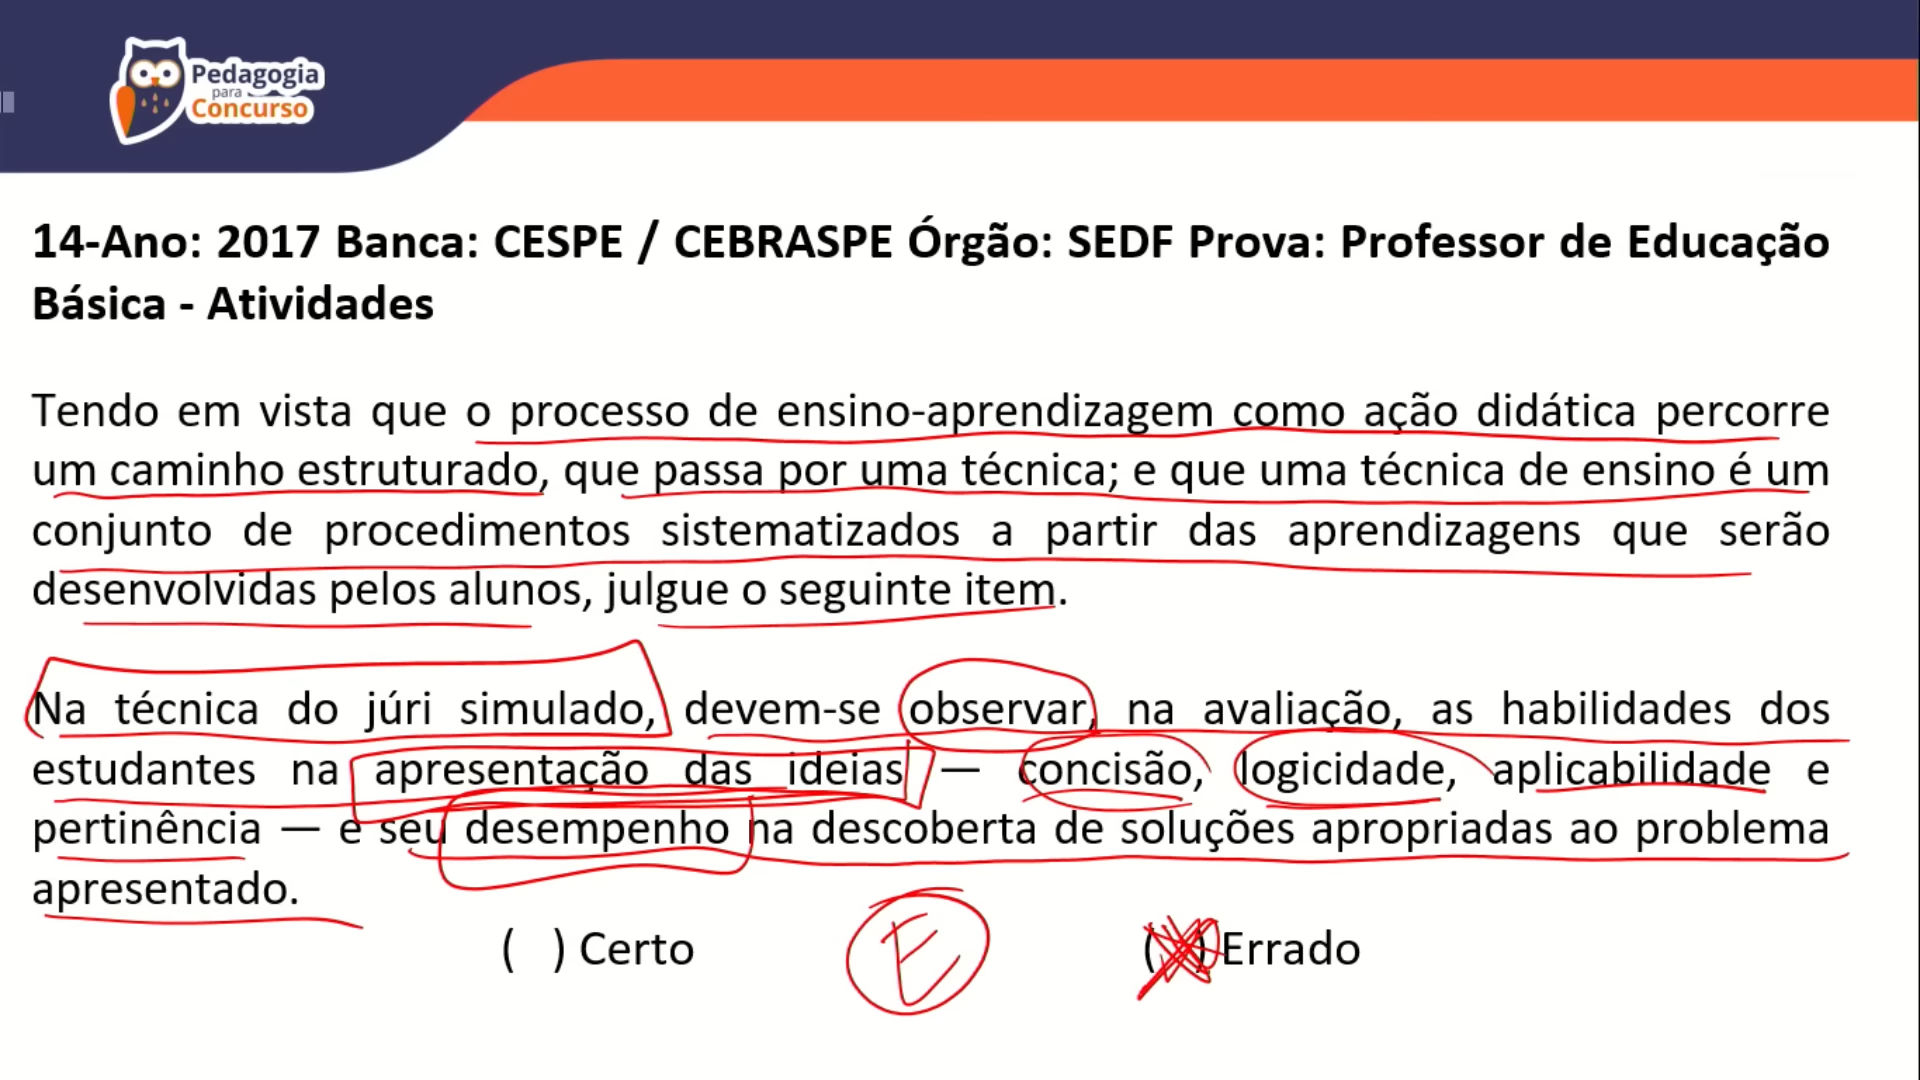 Pedagogia
para
Concurso
14-Ano: 2017 Banca: CESPE / CEBRASPE Órgão: SEDF Prova: Professor de Educação
Básica - Atividades
Tendo em vista que o processo de ensino-aprendizagem como ação didática percorre
um caminho estruturado, que passa por uma técnica; e que uma técnica de ensino é um
conjunto de procedimentos sistematizados a partir das aprendizagens que serão
desenvolvidas pelos alunos, julgue o seguinte item.
Na técnica do júri simulado, devem-se observar, na avaliação, as habilidades dos
estudantes na apresentação das ideias — concisão, logicidade, aplicabilidade e
pertinência — e seu desempenho na descoberta de soluções apropriadas ao problema
apresentado.
( ) Certo E ( ) Errado